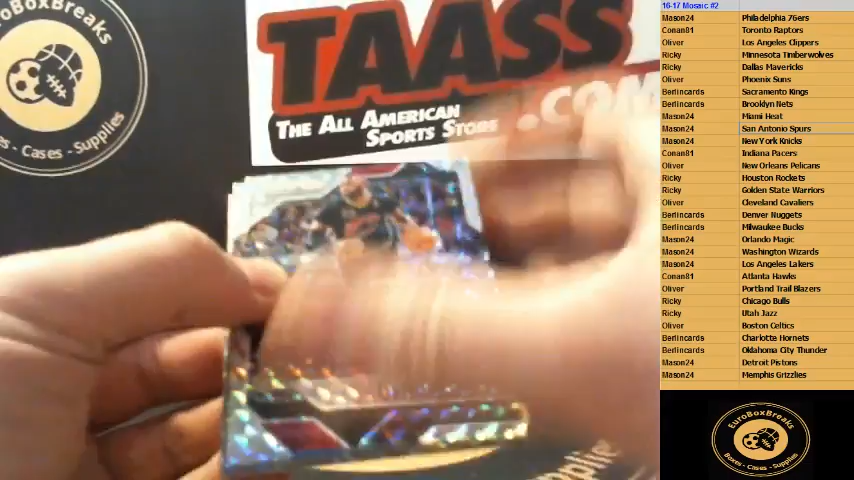 EuroBoxBreaks
- Cases - Supplies
TAASS
.COM
THE ALL AMERICAN
SPORTS STORE
16-17 Mosaic #2
Mason24 Philadelphia 76ers
Conan81 Toronto Raptors
Oliver Los Angeles Clippers
Ricky Minnesota Timberwolves
Ricky Dallas Mavericks
Oliver Phoenix Suns
Berlincards Sacramento Kings
Berlincards Brooklyn Nets
Mason24 Miami Heat
Mason24 San Antonio Spurs
Mason24 New York Knicks
Conan81 Indiana Pacers
Oliver New Orleans Pelicans
Ricky Houston Rockets
Ricky Golden State Warriors
Oliver Cleveland Cavaliers
Berlincards Denver Nuggets
Berlincards Milwaukee Bucks
Mason24 Orlando Magic
Mason24 Washington Wizards
Mason24 Los Angeles Lakers
Conan81 Atlanta Hawks
Oliver Portland Trail Blazers
Ricky Chicago Bulls
Ricky Utah Jazz
Oliver Boston Celtics
Berlincards Charlotte Hornets
Berlincards Oklahoma City Thunder
Mason24 Detroit Pistons
Mason24 Memphis Grizzlies
EuroBoxBreaks
Boxes - Cases - Supplies